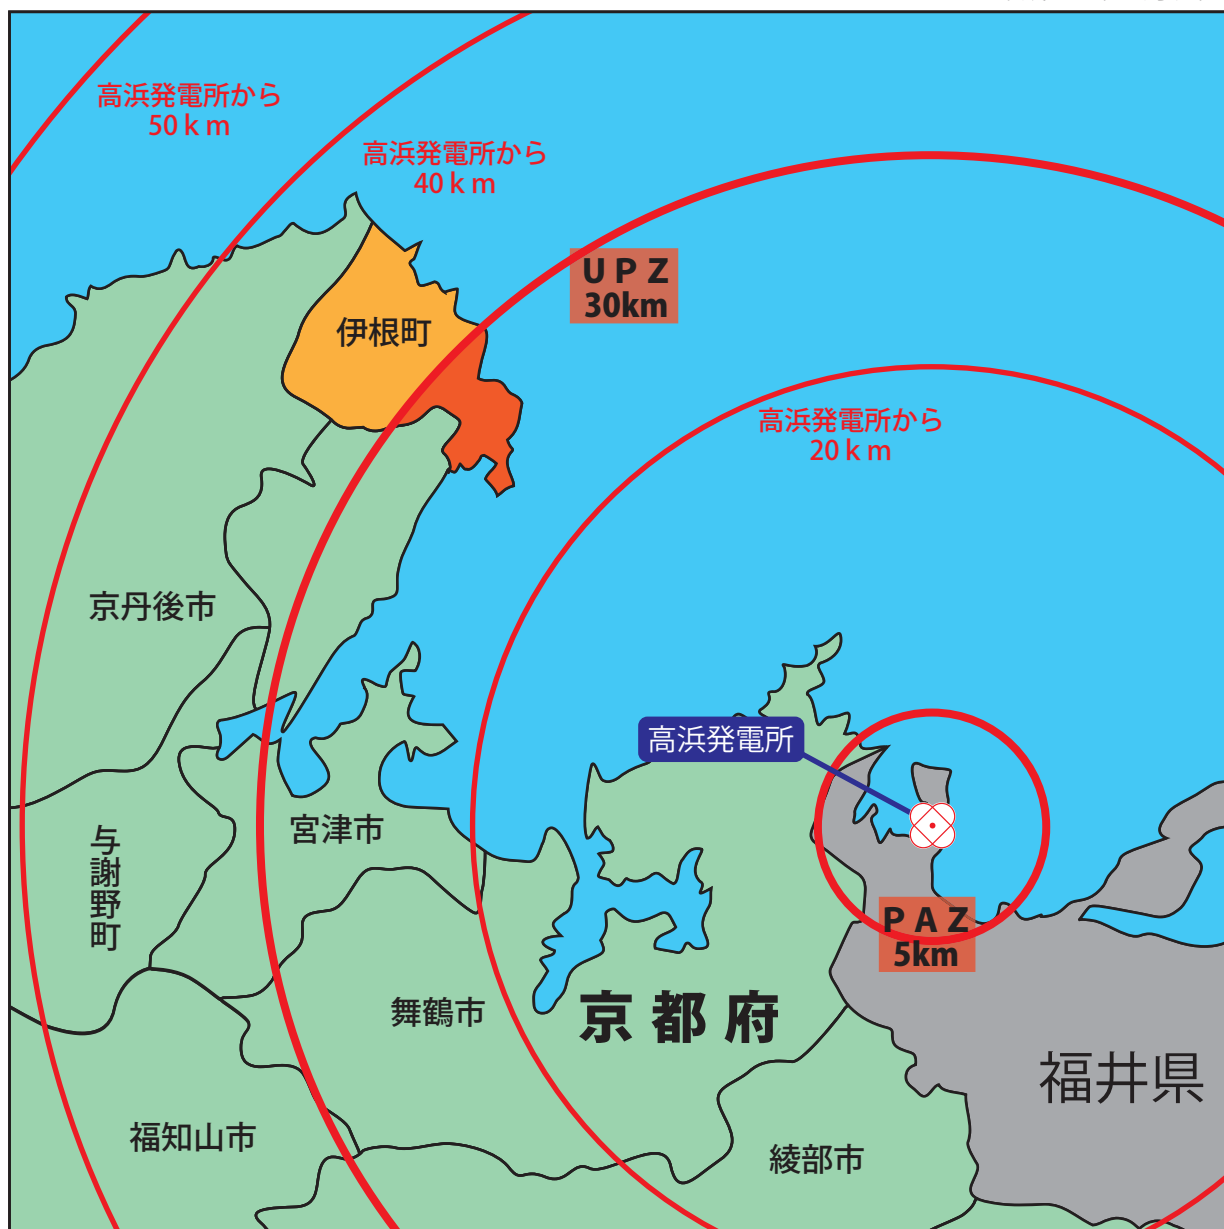 高浜発電所から
50ｋｍ
高浜発電所から
40ｋｍ
ＵＰＺ
30km
伊根町
高浜発電所から
20ｋｍ
京丹後市
高浜発電所
宮津市
与謝野町
ＰＡＺ
5km
舞鶴市
京都府
福井県
福知山市
綾部市